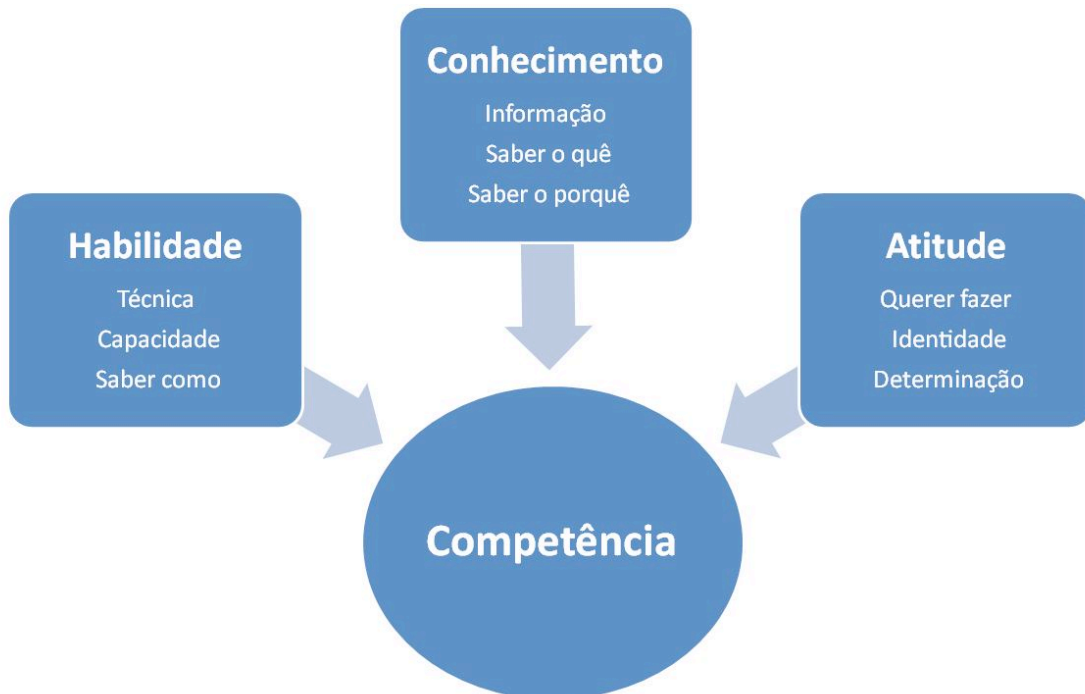 Conhecimento
Informação
Saber o quê
Saber o porquê
Habilidade
Técnica
Capacidade
Saber como
Atitude
Querer fazer
Identidade
Determinação
Competência